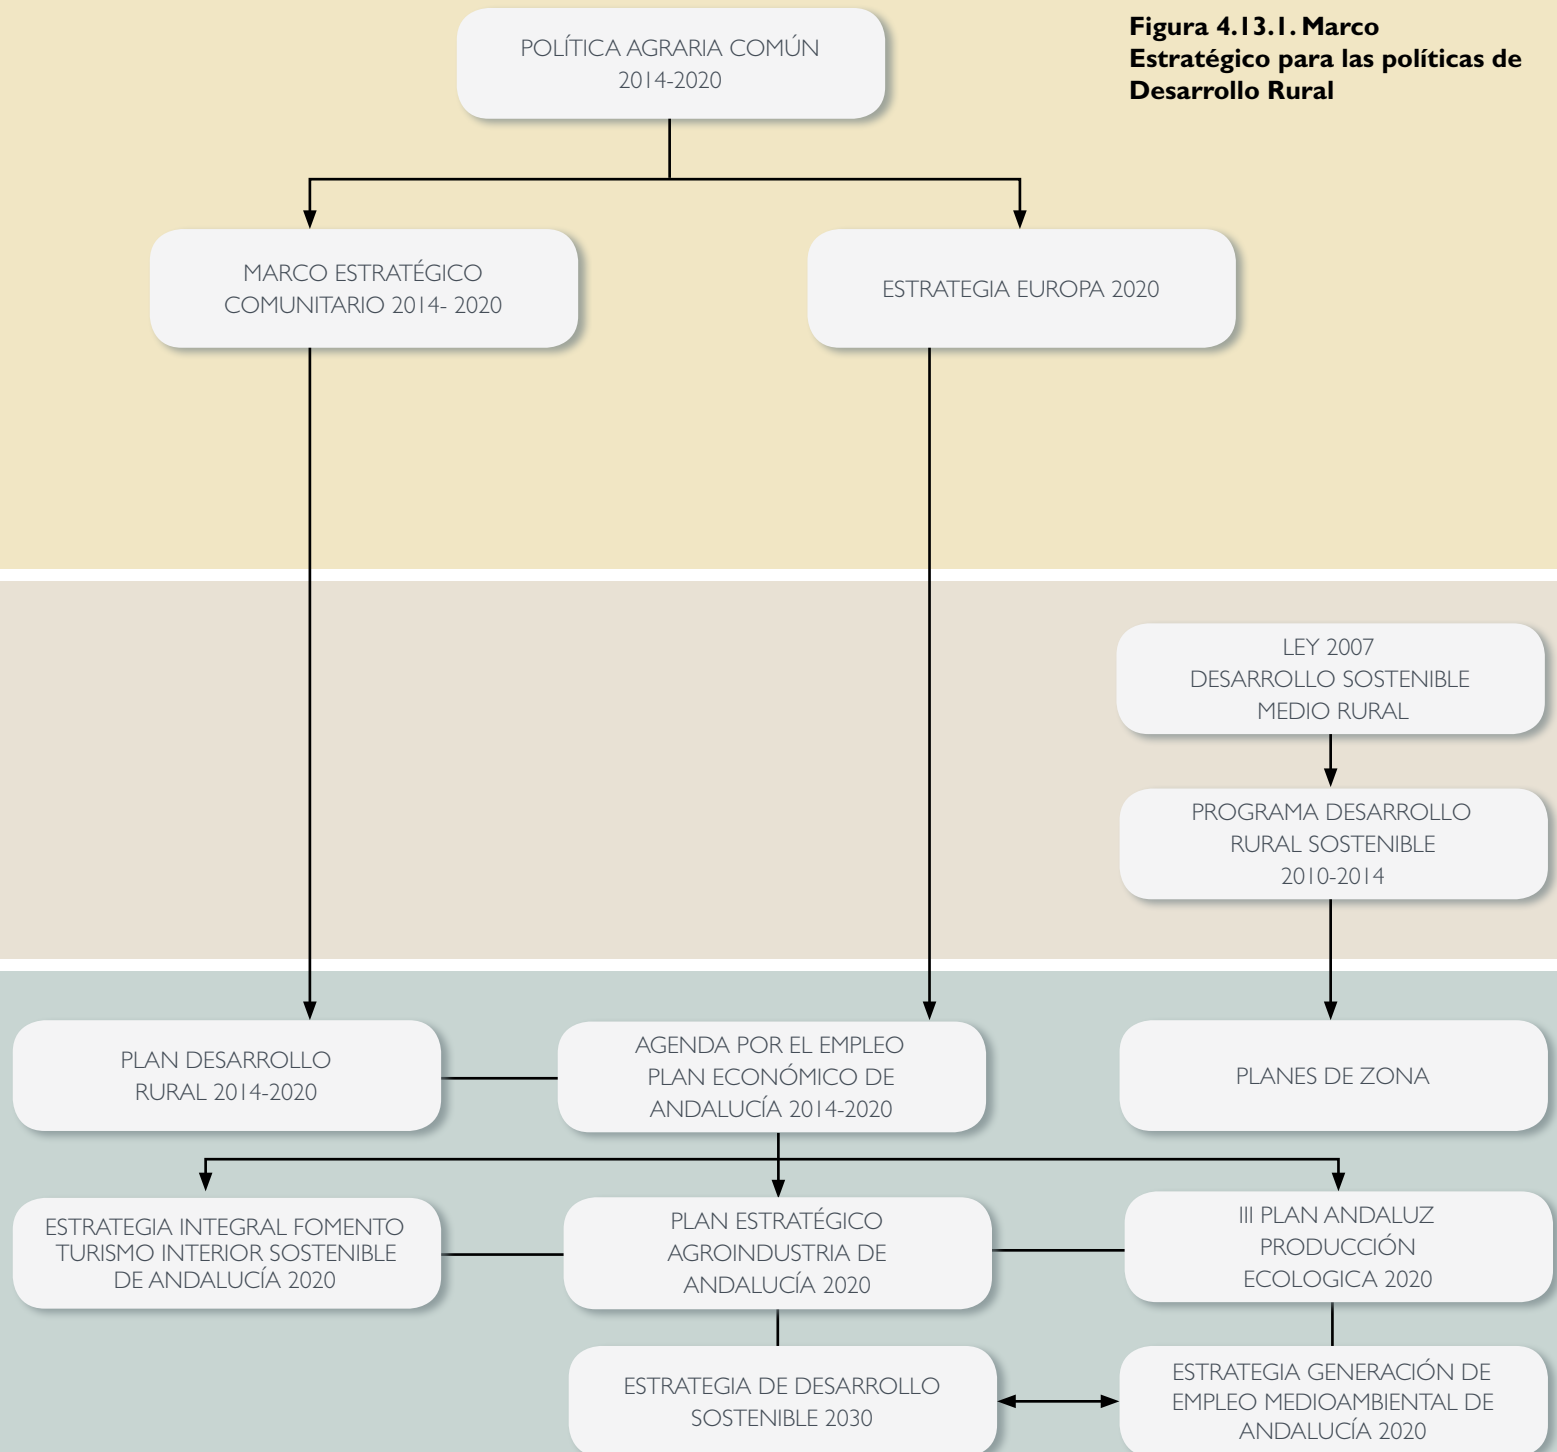 Figura 4.13.1. Marco
Estratégico para las políticas de
Desarrollo Rural
POLÍTICA AGRARIA COMÚN
2014-2020
MARCO ESTRATÉGICO
COMUNITARIO 2014- 2020
ESTRATEGIA EUROPA 2020
LEY 2007
DESARROLLO SOSTENIBLE
MEDIO RURAL
PROGRAMA DESARROLLO
RURAL SOSTENIBLE
2010-2014
PLAN DESARROLLO
RURAL 2014-2020
AGENDA POR EL EMPLEO
PLAN ECONÓMICO DE
ANDALUCÍA 2014-2020
PLANES DE ZONA
ESTRATEGIA INTEGRAL FOMENTO
TURISMO INTERIOR SOSTENIBLE
DE ANDALUCÍA 2020
PLAN ESTRATÉGICO
AGROINDUSTRIA DE
ANDALUCÍA 2020
III PLAN ANDALUZ
PRODUCCIÓN
ECOLOGICA 2020
ESTRATEGIA DE DESARROLLO
SOSTENIBLE 2030
ESTRATEGIA GENERACIÓN DE
EMPLEO MEDIOAMBIENTAL DE
ANDALUCÍA 2020